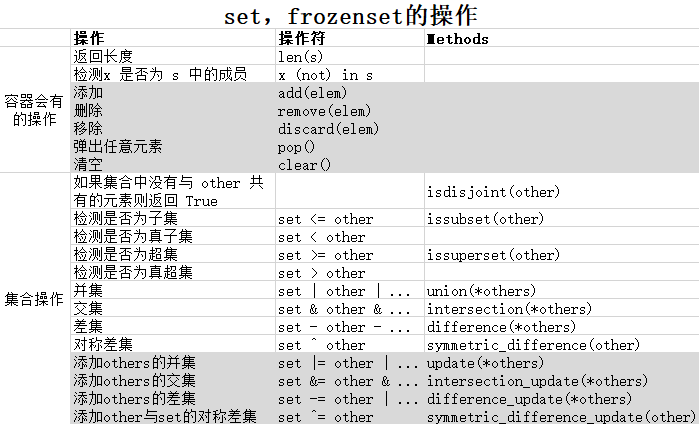 set，frozenset的操作
操作 操作符 Methods
返回长度 len(s)
检测x 是否为 s 中的成员 x (not) in s
容器会有的操作
添加 add(elem)
删除 remove(elem)
移除 discard(elem)
弹出任意元素 pop()
清空 clear()
如果集合中没有与 other 共
有的元素则返回 True isdisjoint(other)
检测是否为子集 set <= other issubset(other)
检测是否为真子集 set < other
检测是否为超集 set >= other issuperset(other)
检测是否为真超集 set > other
集合操作
并集 set | other | ... union(*others)
交集 set & other & ... intersection(*others)
差集 set - other - ... difference(*others)
对称差集 set ^ other symmetric_difference(other)
添加others的并集 set |= other | ... update(*others)
添加others的交集 set &= other & ... intersection_update(*others)
添加others的差集 set -= other | ... difference_update(*others)
添加other与set的对称差集 set ^= other symmetric_difference_update(other)